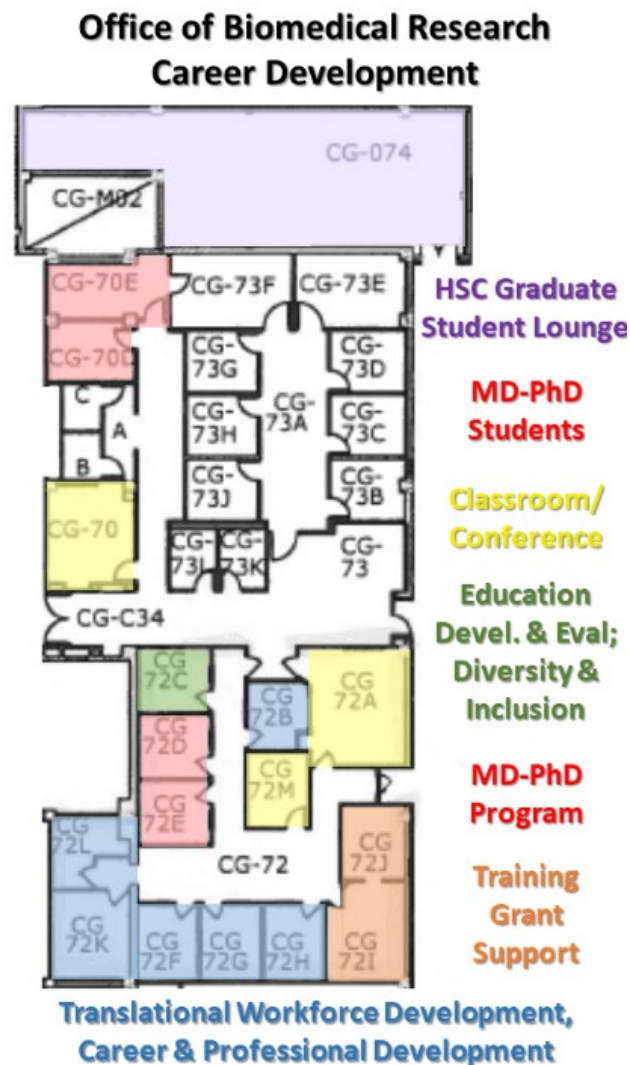 Office of Biomedical Research
Career Development
CG-074
CG-M02
CG-70E
CG-73F
CG-73E
HSC Graduate
Student Lounge
CG-70D
CG-
73G
CG-
73D
MD-PhD
Students
C
A
B
CG-
73H
CG-
73A
CG-
73C
CG-
73J
CG-
73B
Classroom/
Conference
CG-70
CG-
73L
CG-
73K
CG-
73
CG-C34
Education
Devel. & Eval;
Diversity &
Inclusion
CG
72C
CG
72B
CG
72A
CG
72D
CG
72M
CG
72E
MD-PhD
Program
CG
72L
CG-72
CG
72J
Training
Grant
Support
CG
72K
CG
72F
CG
72G
CG
72H
CG
72I
Translational Workforce Development,
Career & Professional Development